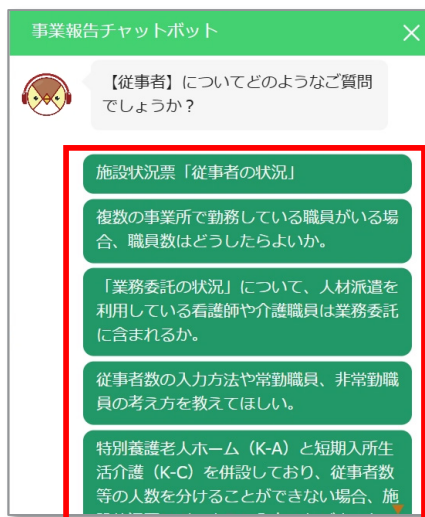 事業報告チャットボット
【従事者】についてどのようなご質問
でしょうか？
施設状況票「従事者の状況」
複数の事業所で勤務している職員がいる場
合、職員数はどうしたらよいか。
「業務委託の状況」について、人材派遣を
利用している看護師や介護職員は業務委託
に含まれるか。
従事者数の入力方法や常勤職員、非常勤職
員の考え方を教えてほしい。
特別養護老人ホーム（K-A）と短期入所生
活介護（K-C）を併設しており、従事者数
等の人数を分けることができない場合、施